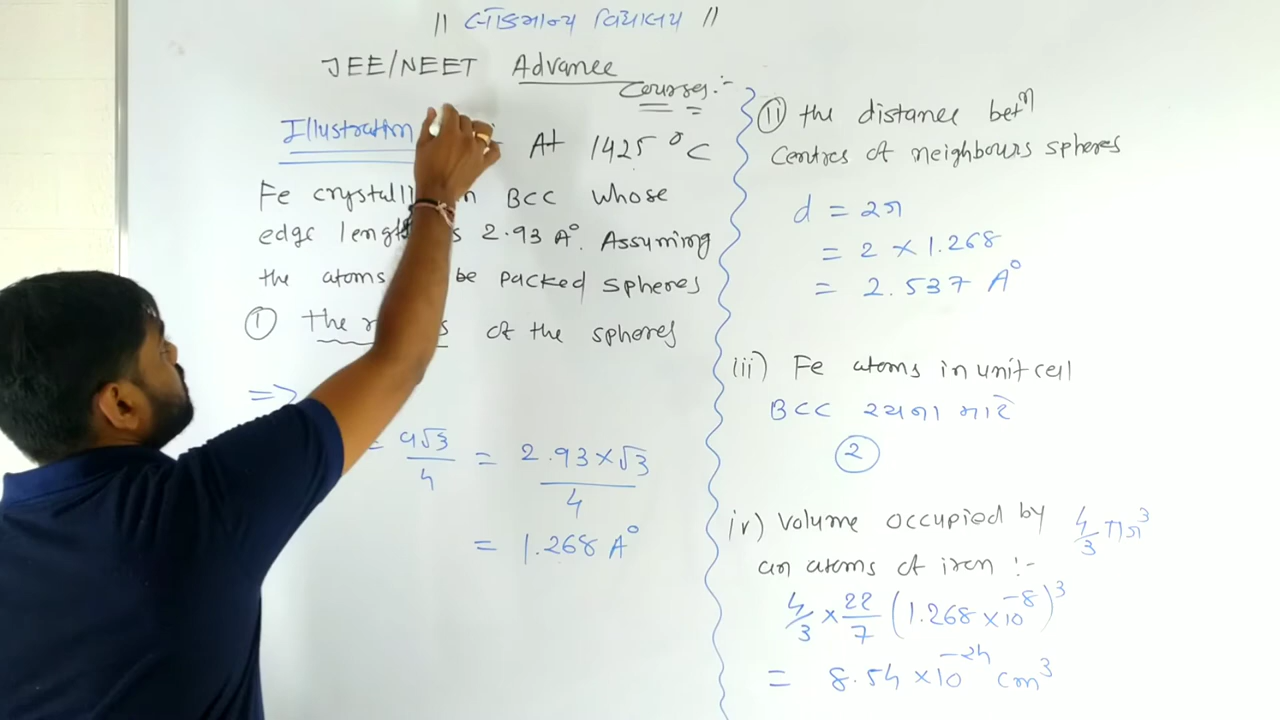 || લોકમાન્ય વિદ્યાલય ||
JEE/NEET Advance
Courses:-
Illustration
At 1425 °C
Fe BCC whose
edge 2.93 A°. Assuming
the atoms be packed spheres
① the of the spheres
=>
= a√3/4 = 2.93×√3/4
= 1.268 A°
② the distance betⁿ
Centres of neighbours spheres
d = 2r
= 2 × 1.268
= 2.537 A°
(iii) Fe atoms in unit cell
BCC રચના માટે
②
iv) Volume occupied by 4/3 πr³
an atoms of iron :-
4/3 × 22/7 (1.268 × 10⁻⁸)³
= 8.54 × 10⁻²⁴ cm³